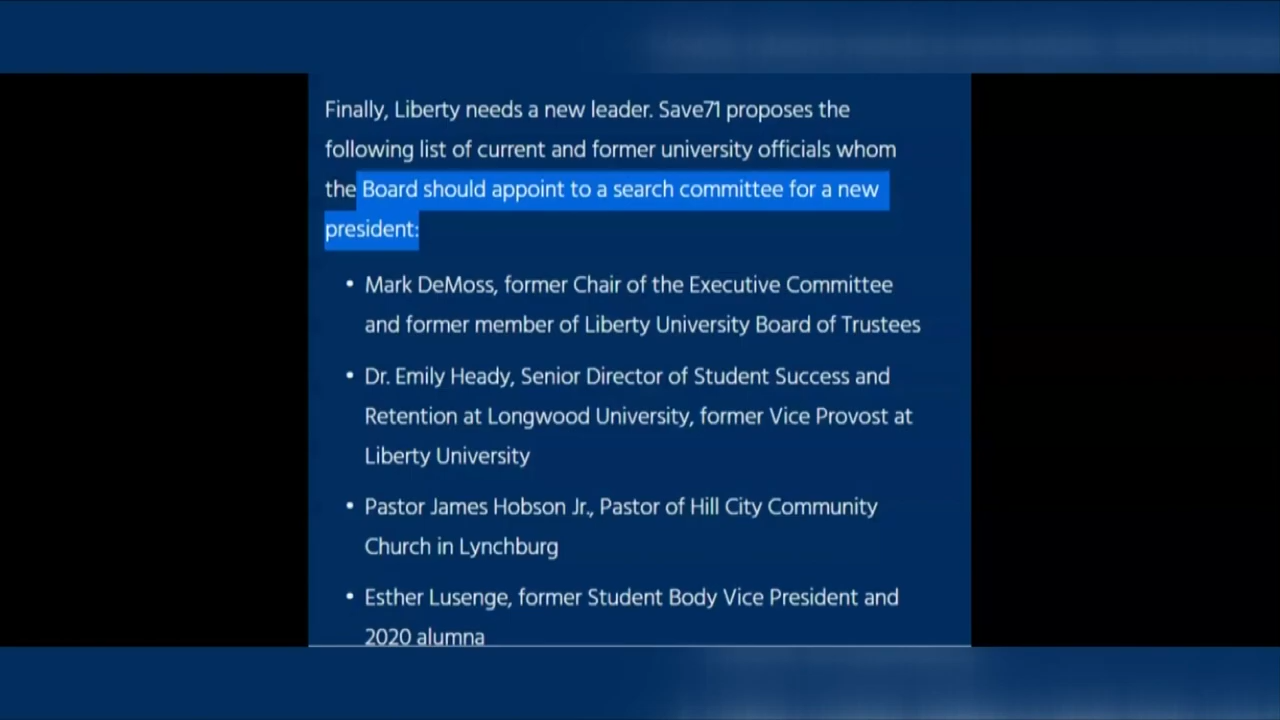 Finally, Liberty needs a new leader. Save71 proposes the
following list of current and former university officials whom
the Board should appoint to a search committee for a new
president:
• Mark DeMoss, former Chair of the Executive Committee
and former member of Liberty University Board of Trustees
• Dr. Emily Heady, Senior Director of Student Success and
Retention at Longwood University, former Vice Provost at
Liberty University
• Pastor James Hobson Jr., Pastor of Hill City Community
Church in Lynchburg
• Esther Lusenge, former Student Body Vice President and
2020 alumna